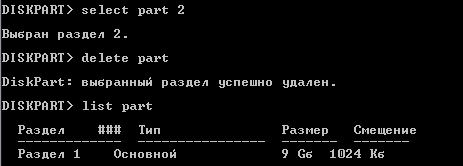 DISKPART> select part 2
Выбран раздел 2.
DISKPART> delete part
DiskPart: выбранный раздел успешно удален.
DISKPART> list part
Раздел ### Тип Размер Смещение
------------- ---------------- ------- -------
Раздел 1 Основной 9 Gб 1024 Kб